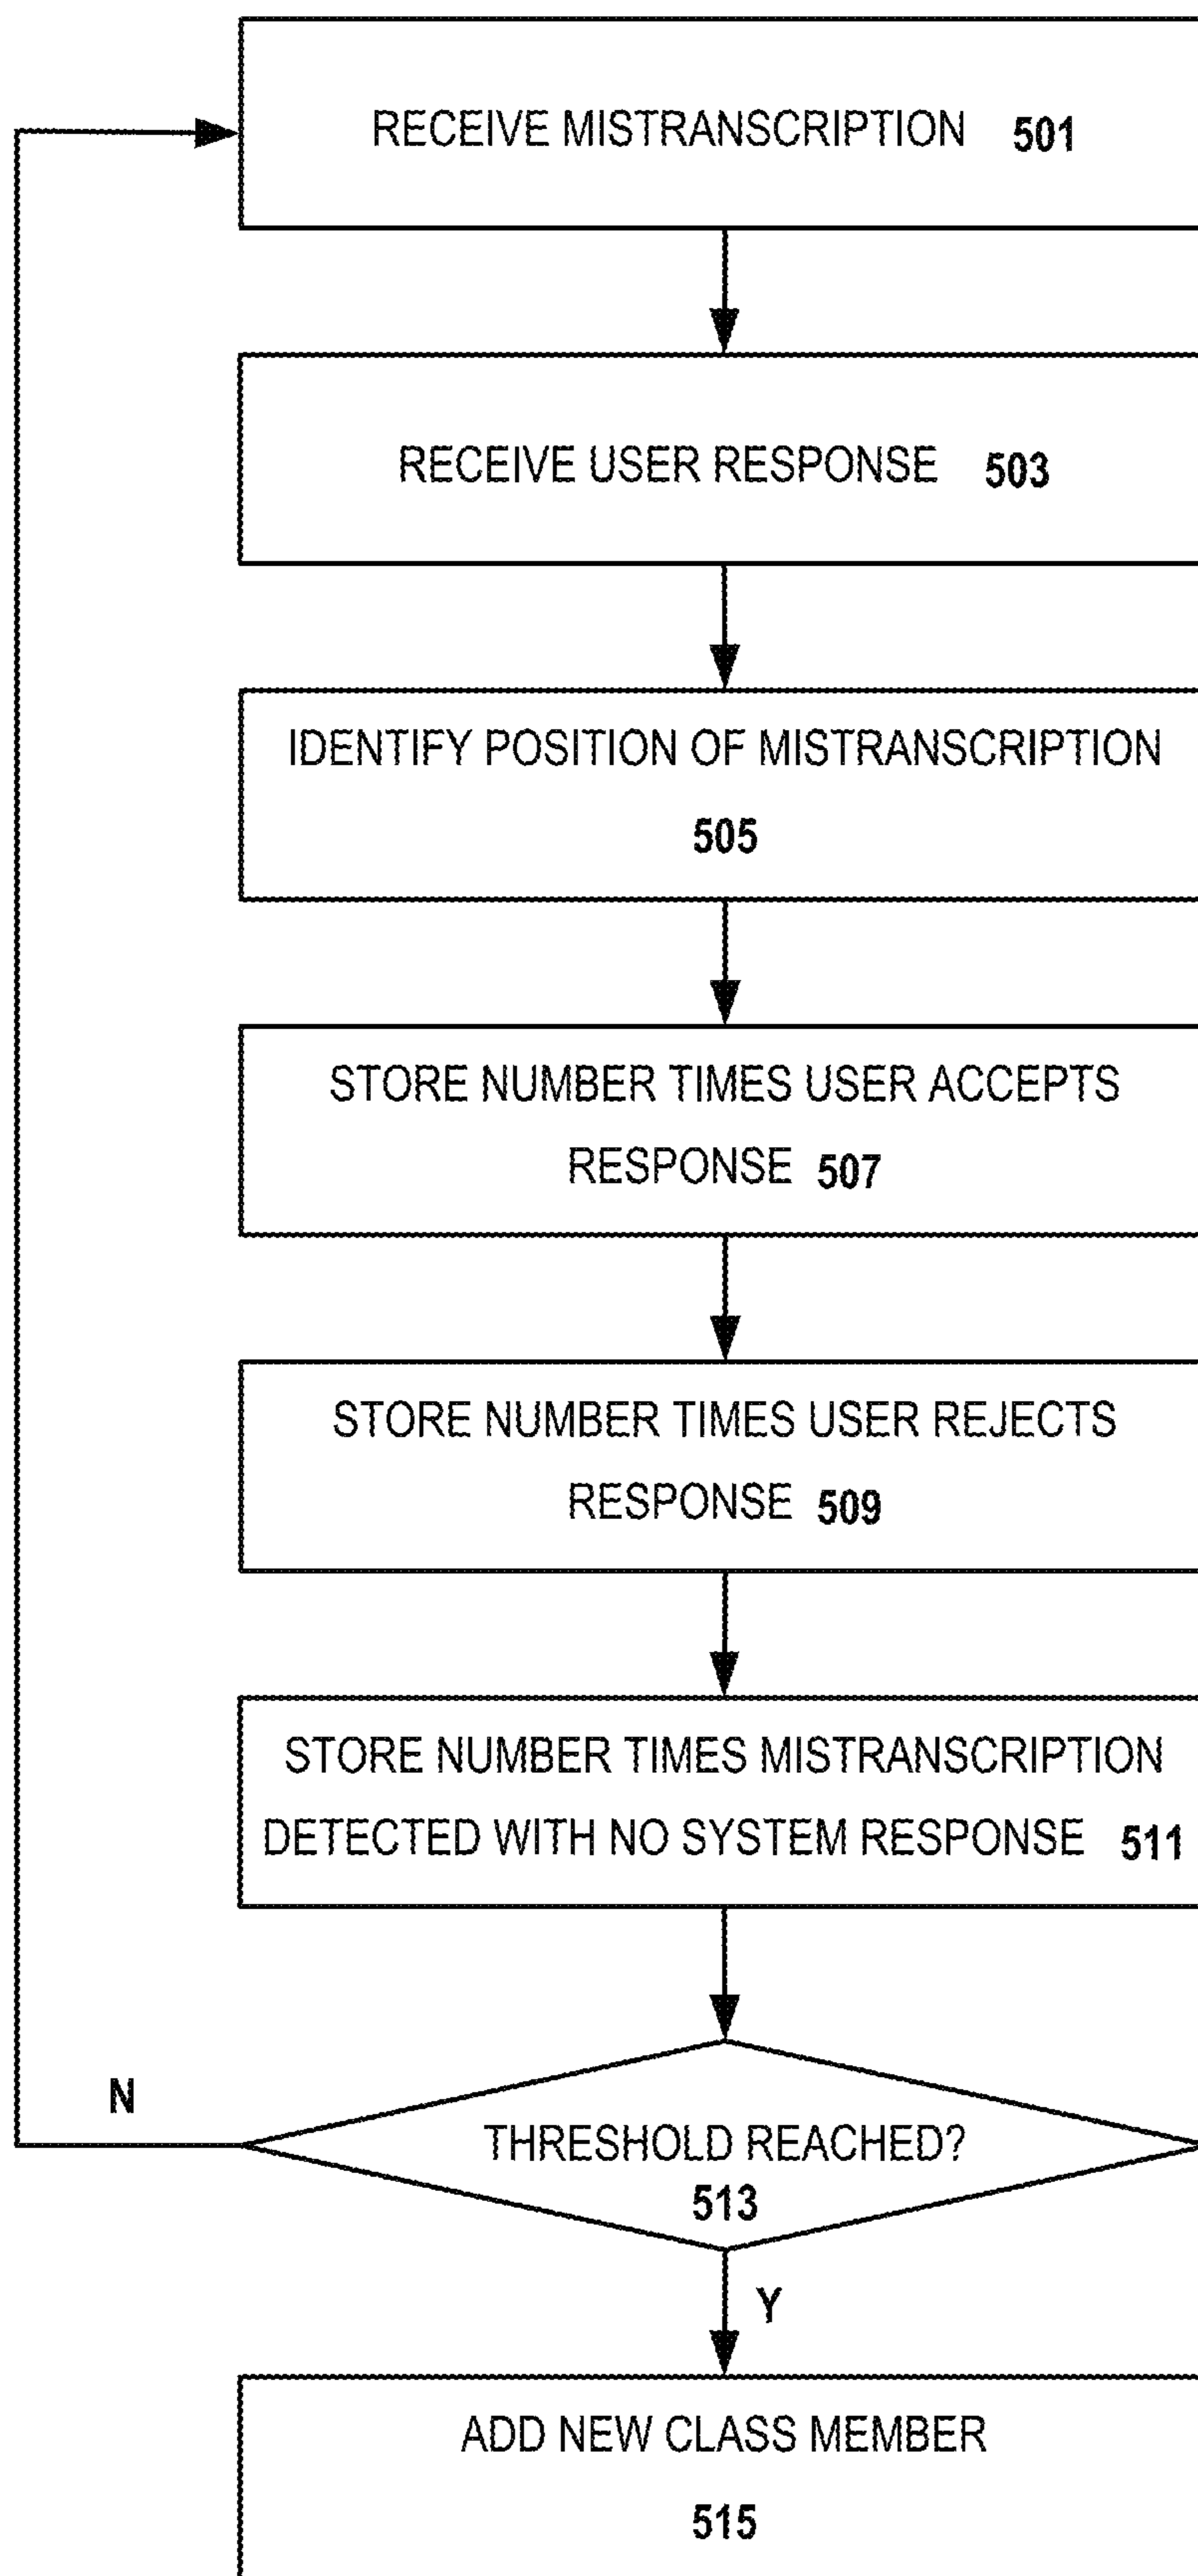 RECEIVE MISTRANSCRIPTION 501
RECEIVE USER RESPONSE 503
IDENTIFY POSITION OF MISTRANSCRIPTION
505
STORE NUMBER TIMES USER ACCEPTS
RESPONSE 507
STORE NUMBER TIMES USER REJECTS
RESPONSE 509
STORE NUMBER TIMES MISTRANSCRIPTION
DETECTED WITH NO SYSTEM RESPONSE 511
N
THRESHOLD REACHED?
513
Y
ADD NEW CLASS MEMBER
515